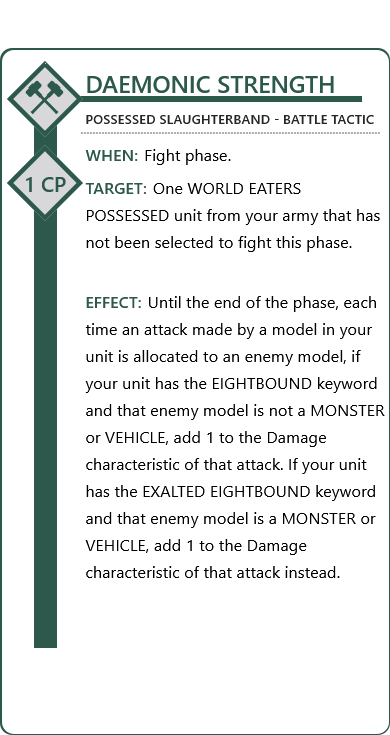 DAEMONIC STRENGTH
POSSESSED SLAUGHTERBAND - BATTLE TACTIC
1 CP
WHEN: Fight phase.
TARGET: One WORLD EATERS
POSSESSED unit from your army that has
not been selected to fight this phase.
EFFECT: Until the end of the phase, each
time an attack made by a model in your
unit is allocated to an enemy model, if
your unit has the EIGHTBOUND keyword
and that enemy model is not a MONSTER
or VEHICLE, add 1 to the Damage
characteristic of that attack. If your unit
has the EXALTED EIGHTBOUND keyword
and that enemy model is a MONSTER or
VEHICLE, add 1 to the Damage
characteristic of that attack instead.